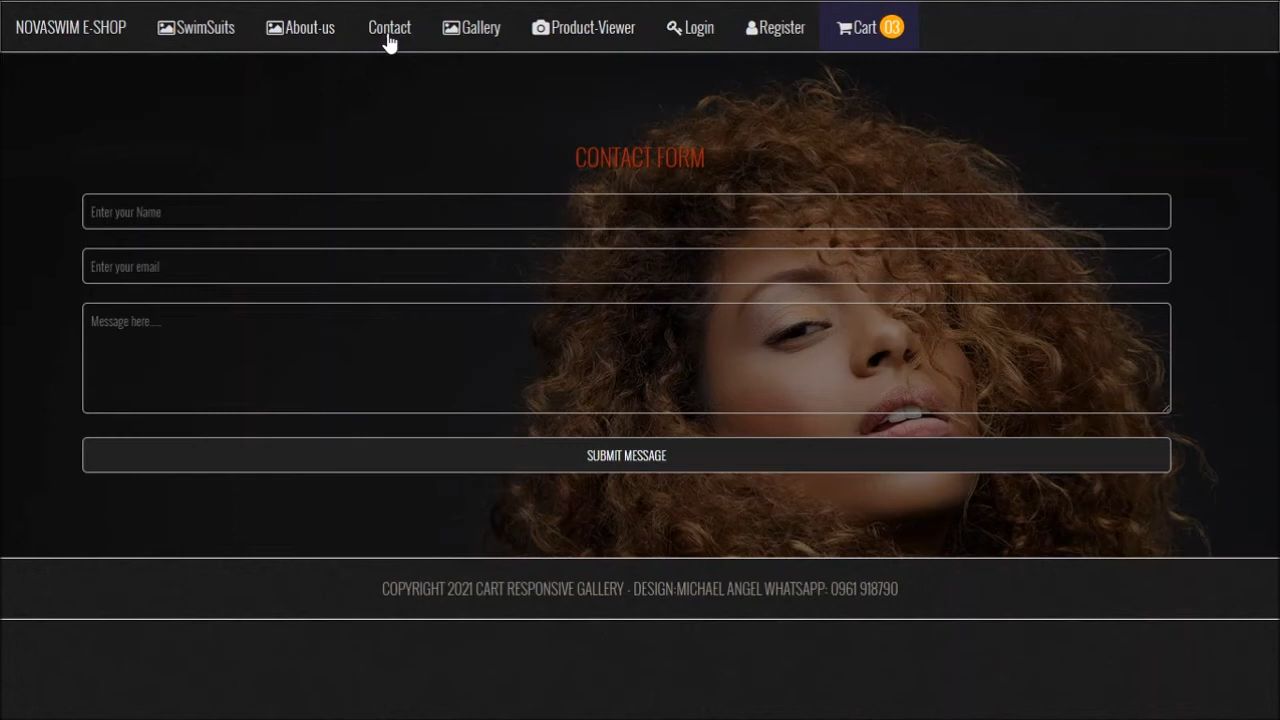 NOVASWIM E-SHOP SwimSuits About-us Contact Gallery Product-Viewer Login Register Cart 03
CONTACT FORM
Enter your Name
Enter your email
Message here.....
SUBMIT MESSAGE
COPYRIGHT 2021 CART RESPONSIVE GALLERY - DESIGN:MICHAEL ANGEL WHATSAPP: 0961 918790